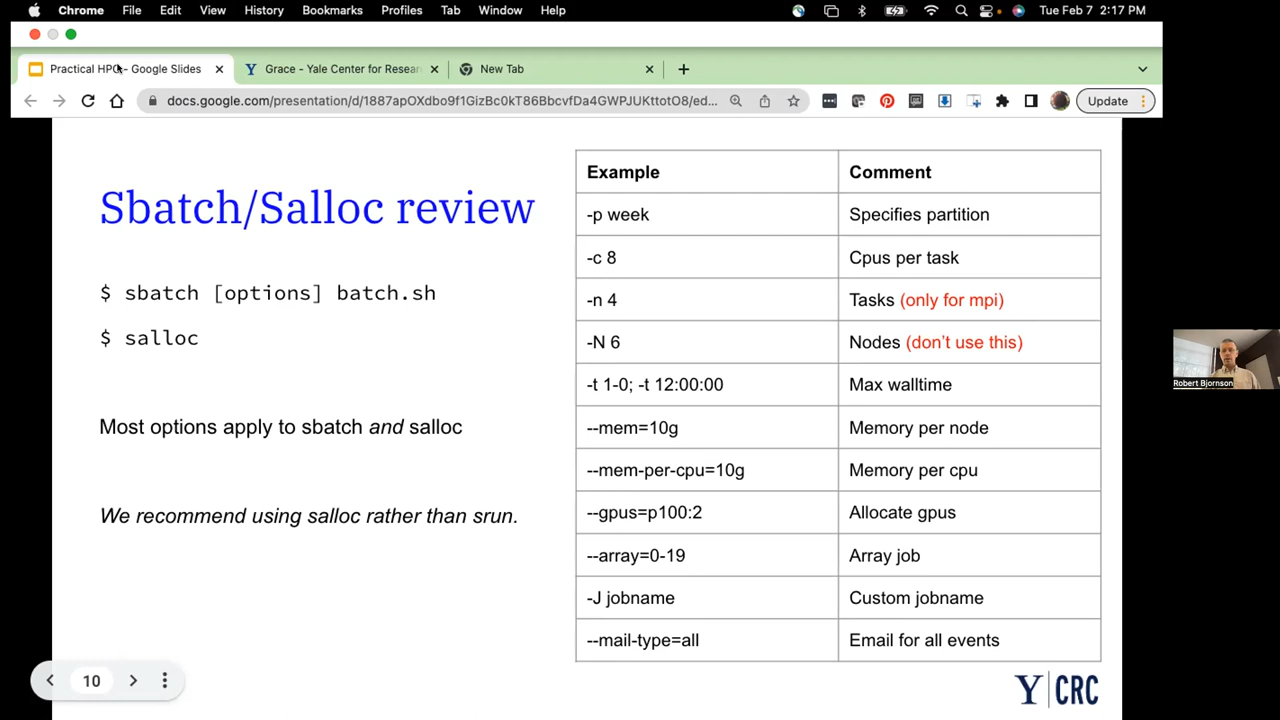 Chrome File Edit View History Bookmarks Profiles Tab Window Help Tue Feb 7 2:17 PM
Practical HPC - Google Slides
Grace - Yale Center for Resear
New Tab
docs.google.com/presentation/d/1887apOXdbo9f1GizBc0kT86BbcvfDa4GWPJUKttotO8/ed...
Update
Sbatch/Salloc review
$ sbatch [options] batch.sh
$ salloc
Most options apply to sbatch and salloc
We recommend using salloc rather than srun.
Example Comment
-p week Specifies partition
-c 8 Cpus per task
-n 4 Tasks (only for mpi)
-N 6 Nodes (don't use this)
-t 1-0; -t 12:00:00 Max walltime
--mem=10g Memory per node
--mem-per-cpu=10g Memory per cpu
--gpus=p100:2 Allocate gpus
--array=0-19 Array job
-J jobname Custom jobname
--mail-type=all Email for all events
10
Y CRC
Robert Bjornson